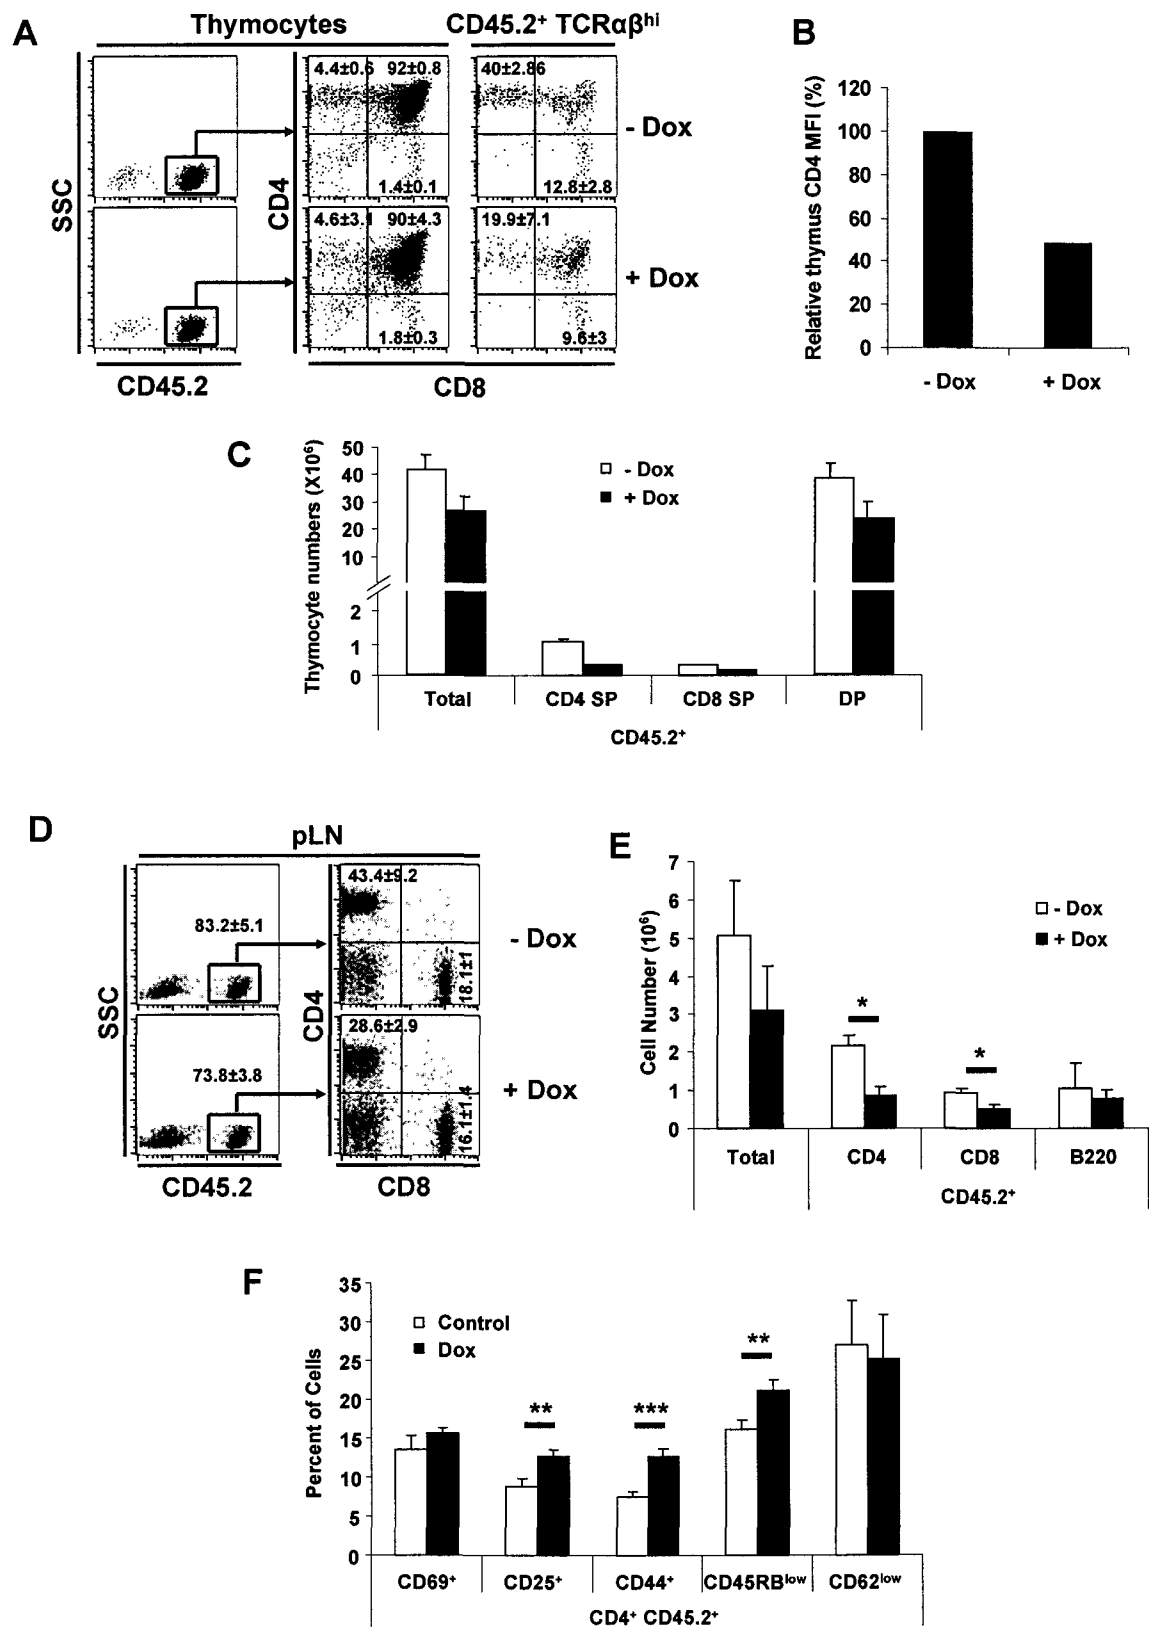 A
Thymocytes
CD45.2+ TCRαβhi
4.4±0.6
92±0.8
1.4±0.1
40±2.86
12.8±2.8
- Dox
4.6±3.1
90±4.3
1.8±0.3
19.9±7.1
9.6±3
+ Dox
SSC
CD4
CD45.2
CD8
B
Relative thymus CD4 MFI (%)
120
100
80
60
40
20
0
- Dox
+ Dox
C
Thymocyte numbers (X10⁶)
50
40
30
20
10
2
1
0
- Dox
+ Dox
Total
CD4 SP
CD8 SP
DP
CD45.2+
D
pLN
83.2±5.1
43.4±9.2
18.1±1
- Dox
73.8±3.8
28.6±2.9
16.1±1.4
+ Dox
SSC
CD4
CD45.2
CD8
E
Cell Number (10⁶)
7
6
5
4
3
2
1
0
- Dox
+ Dox
*
*
Total
CD4
CD8
B220
CD45.2+
F
Percent of Cells
35
30
25
20
15
10
5
0
Control
Dox
**
***
**
CD69+
CD25+
CD44+
CD45RBlow
CD62low
CD4+ CD45.2+